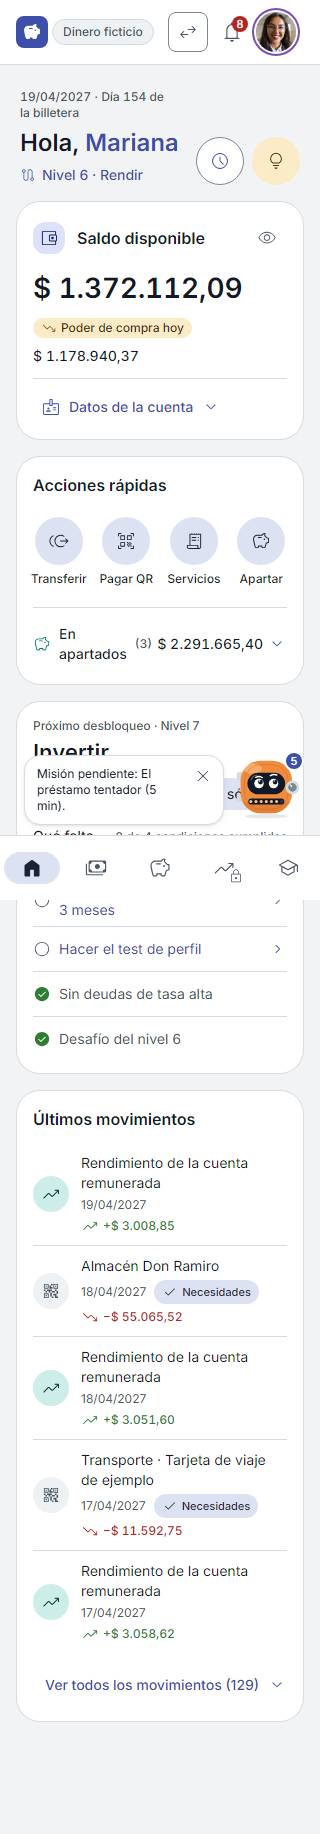 Dinero ficticio
8
19/04/2027 · Día 154 de
la billetera
Hola, Mariana
Nivel 6 · Rendir
Saldo disponible
$ 1.372.112,09
Poder de compra hoy
$ 1.178.940,37
Datos de la cuenta
Acciones rápidas
Transferir
Pagar QR
Servicios
Apartar
En
apartados
(3)
$ 2.291.665,40
Próximo desbloqueo · Nivel 7
Invertir
Misión pendiente: El
préstamo tentador (5
min).
5
3 meses
Hacer el test de perfil
Sin deudas de tasa alta
Desafío del nivel 6
Últimos movimientos
Rendimiento de la cuenta
remunerada
19/04/2027
+$ 3.008,85
Almacén Don Ramiro
18/04/2027 Necesidades
−$ 55.065,52
Rendimiento de la cuenta
remunerada
18/04/2027
+$ 3.051,60
Transporte · Tarjeta de viaje
de ejemplo
17/04/2027 Necesidades
−$ 11.592,75
Rendimiento de la cuenta
remunerada
17/04/2027
+$ 3.058,62
Ver todos los movimientos (129)